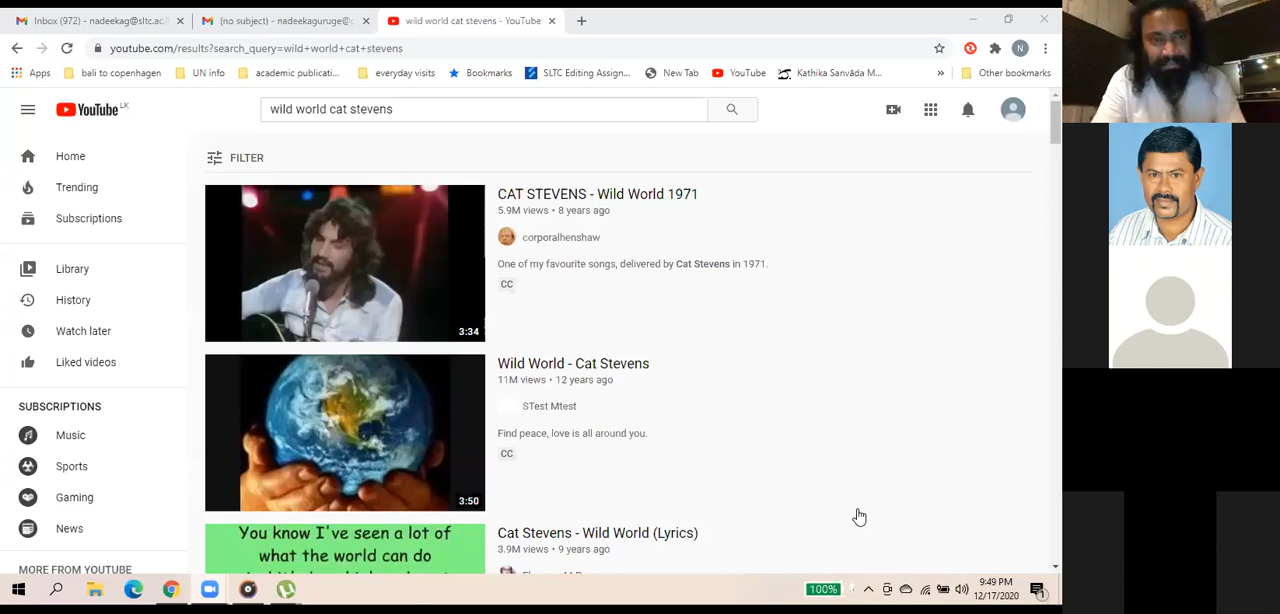 Inbox (972) - nadeekag@sltc.ac.l
(no subject) - nadeekaguruge@g
wild world cat stevens - YouTube
youtube.com/results?search_query=wild+world+cat+stevens
N
Apps
bali to copenhagen
UN info
academic publicati...
everyday visits
Bookmarks
SLTC Editing Assign...
New Tab
YouTube
Kathika Sanvāda M...
»
Other bookmarks
YouTube LK
wild world cat stevens
Home
Trending
Subscriptions
Library
History
Watch later
Liked videos
SUBSCRIPTIONS
Music
Sports
Gaming
News
MORE FROM YOUTUBE
FILTER
3:34
CAT STEVENS - Wild World 1971
5.9M views • 8 years ago
corporalhenshaw
One of my favourite songs, delivered by Cat Stevens in 1971.
CC
3:50
Wild World - Cat Stevens
11M views • 12 years ago
STest Mtest
Find peace, love is all around you.
CC
You know I've seen a lot of
what the world can do
Cat Stevens - Wild World (Lyrics)
3.9M views • 9 years ago
100%
9:49 PM
12/17/2020
1